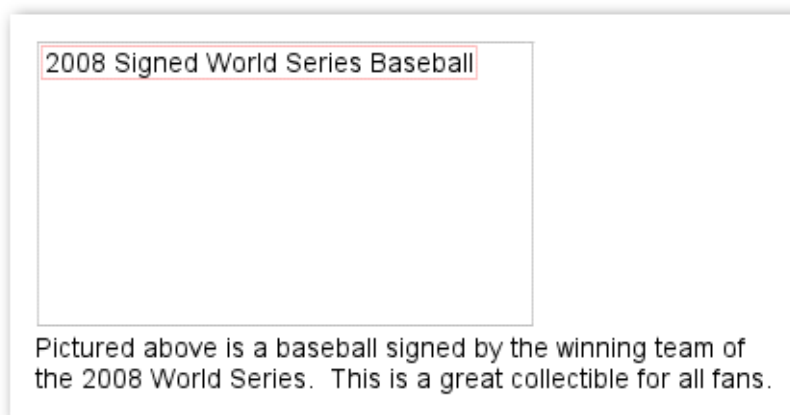 2008 Signed World Series Baseball
Pictured above is a baseball signed by the winning team of
the 2008 World Series.  This is a great collectible for all fans.